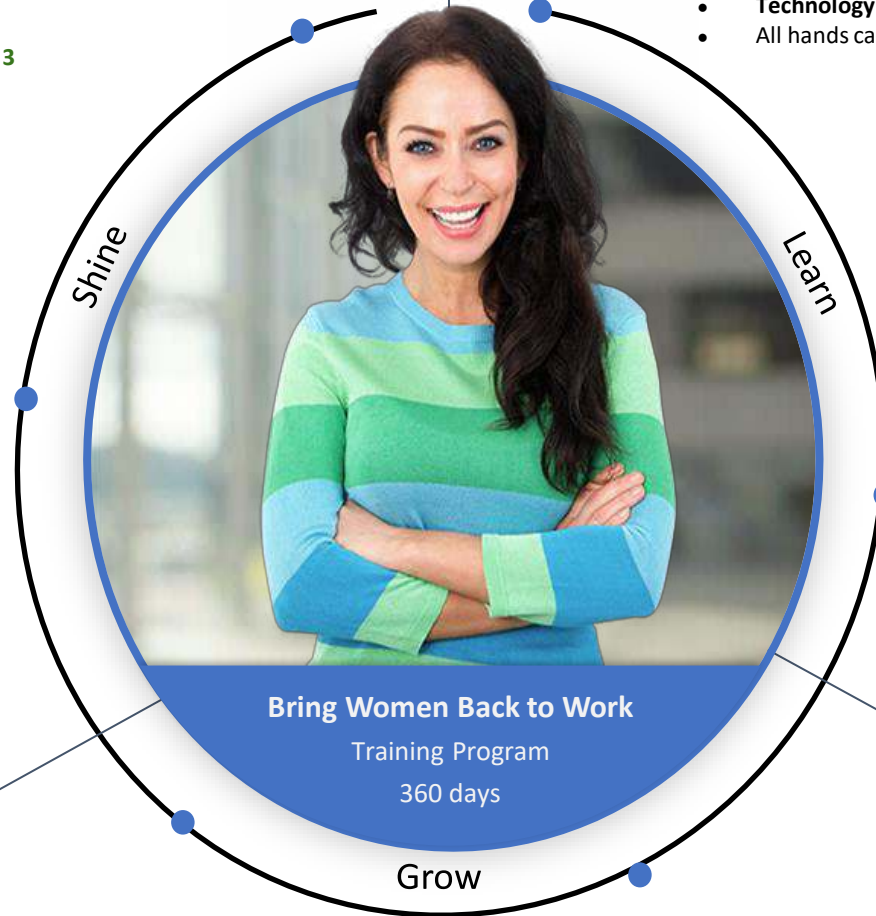 Technology
All hands ca
3
Shine
Learn
Bring Women Back to Work
Training Program
360 days
Grow